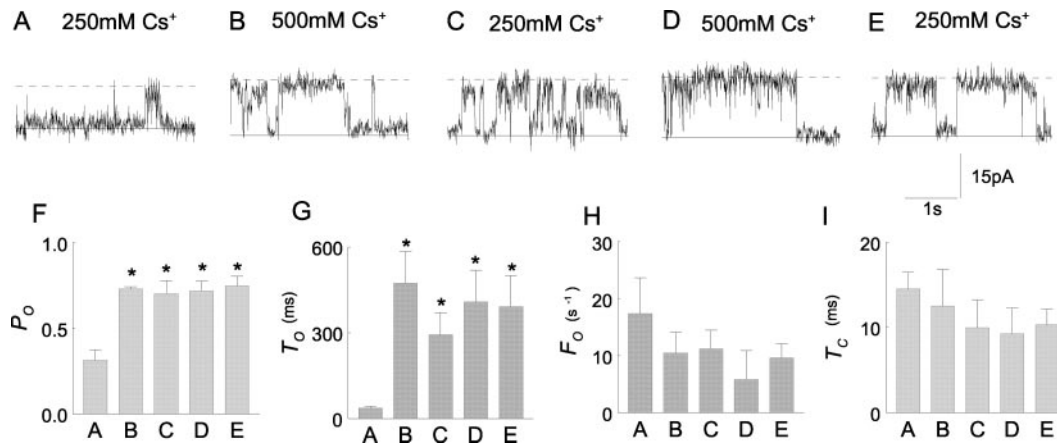 A 250mM Cs⁺
B 500mM Cs⁺
C 250mM Cs⁺
D 500mM Cs⁺
E 250mM Cs⁺
15pA
1s
F
1.0
0.5
0.0
P_O
* * * *
A B C D E
G
600
300
0
T_O (ms)
* * * *
A B C D E
H
30
20
10
0
F_O (s⁻¹)
A B C D E
I
20
10
0
T_C (ms)
A B C D E